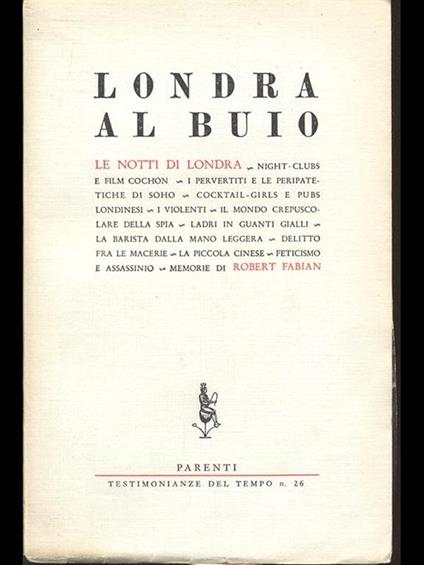 LONDRA
AL BUIO
LE NOTTI DI LONDRA ~ NIGHT-CLUBS
E FILM COCHON ~ I PERVERTITI E LE PERIPATE-
TICHE DI SOHO ~ COCKTAIL-GIRLS E PUBS
LONDINESI ~ I VIOLENTI ~ IL MONDO CREPUSCO-
LARE DELLA SPIA ~ LADRI IN GUANTI GIALLI ~
LA BARISTA DALLA MANO LEGGERA ~ DELITTO
FRA LE MACERIE ~ LA PICCOLA CINESE ~ FETICISMO
E ASSASSINIO ~ MEMORIE DI ROBERT FABIAN
PARENTI
TESTIMONIANZE DEL TEMPO n. 26